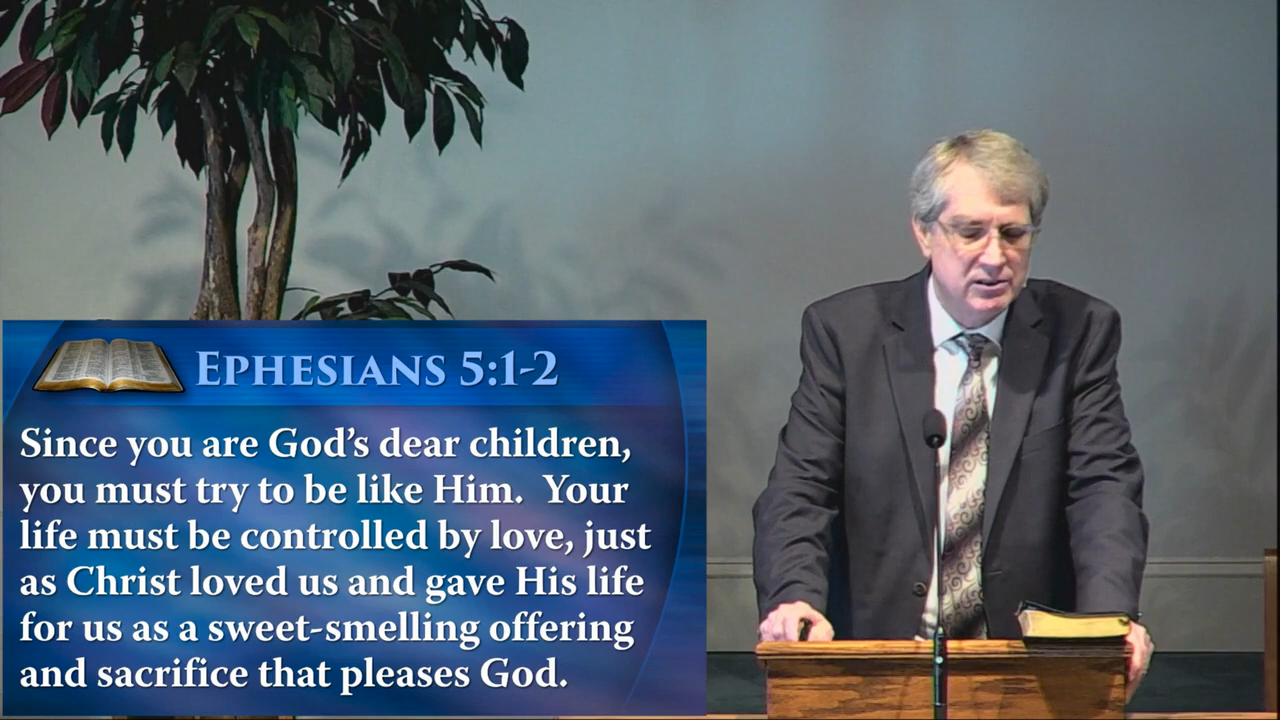 EPHESIANS 5:1-2
Since you are God's dear children,
you must try to be like Him.  Your
life must be controlled by love, just
as Christ loved us and gave His life
for us as a sweet-smelling offering
and sacrifice that pleases God.